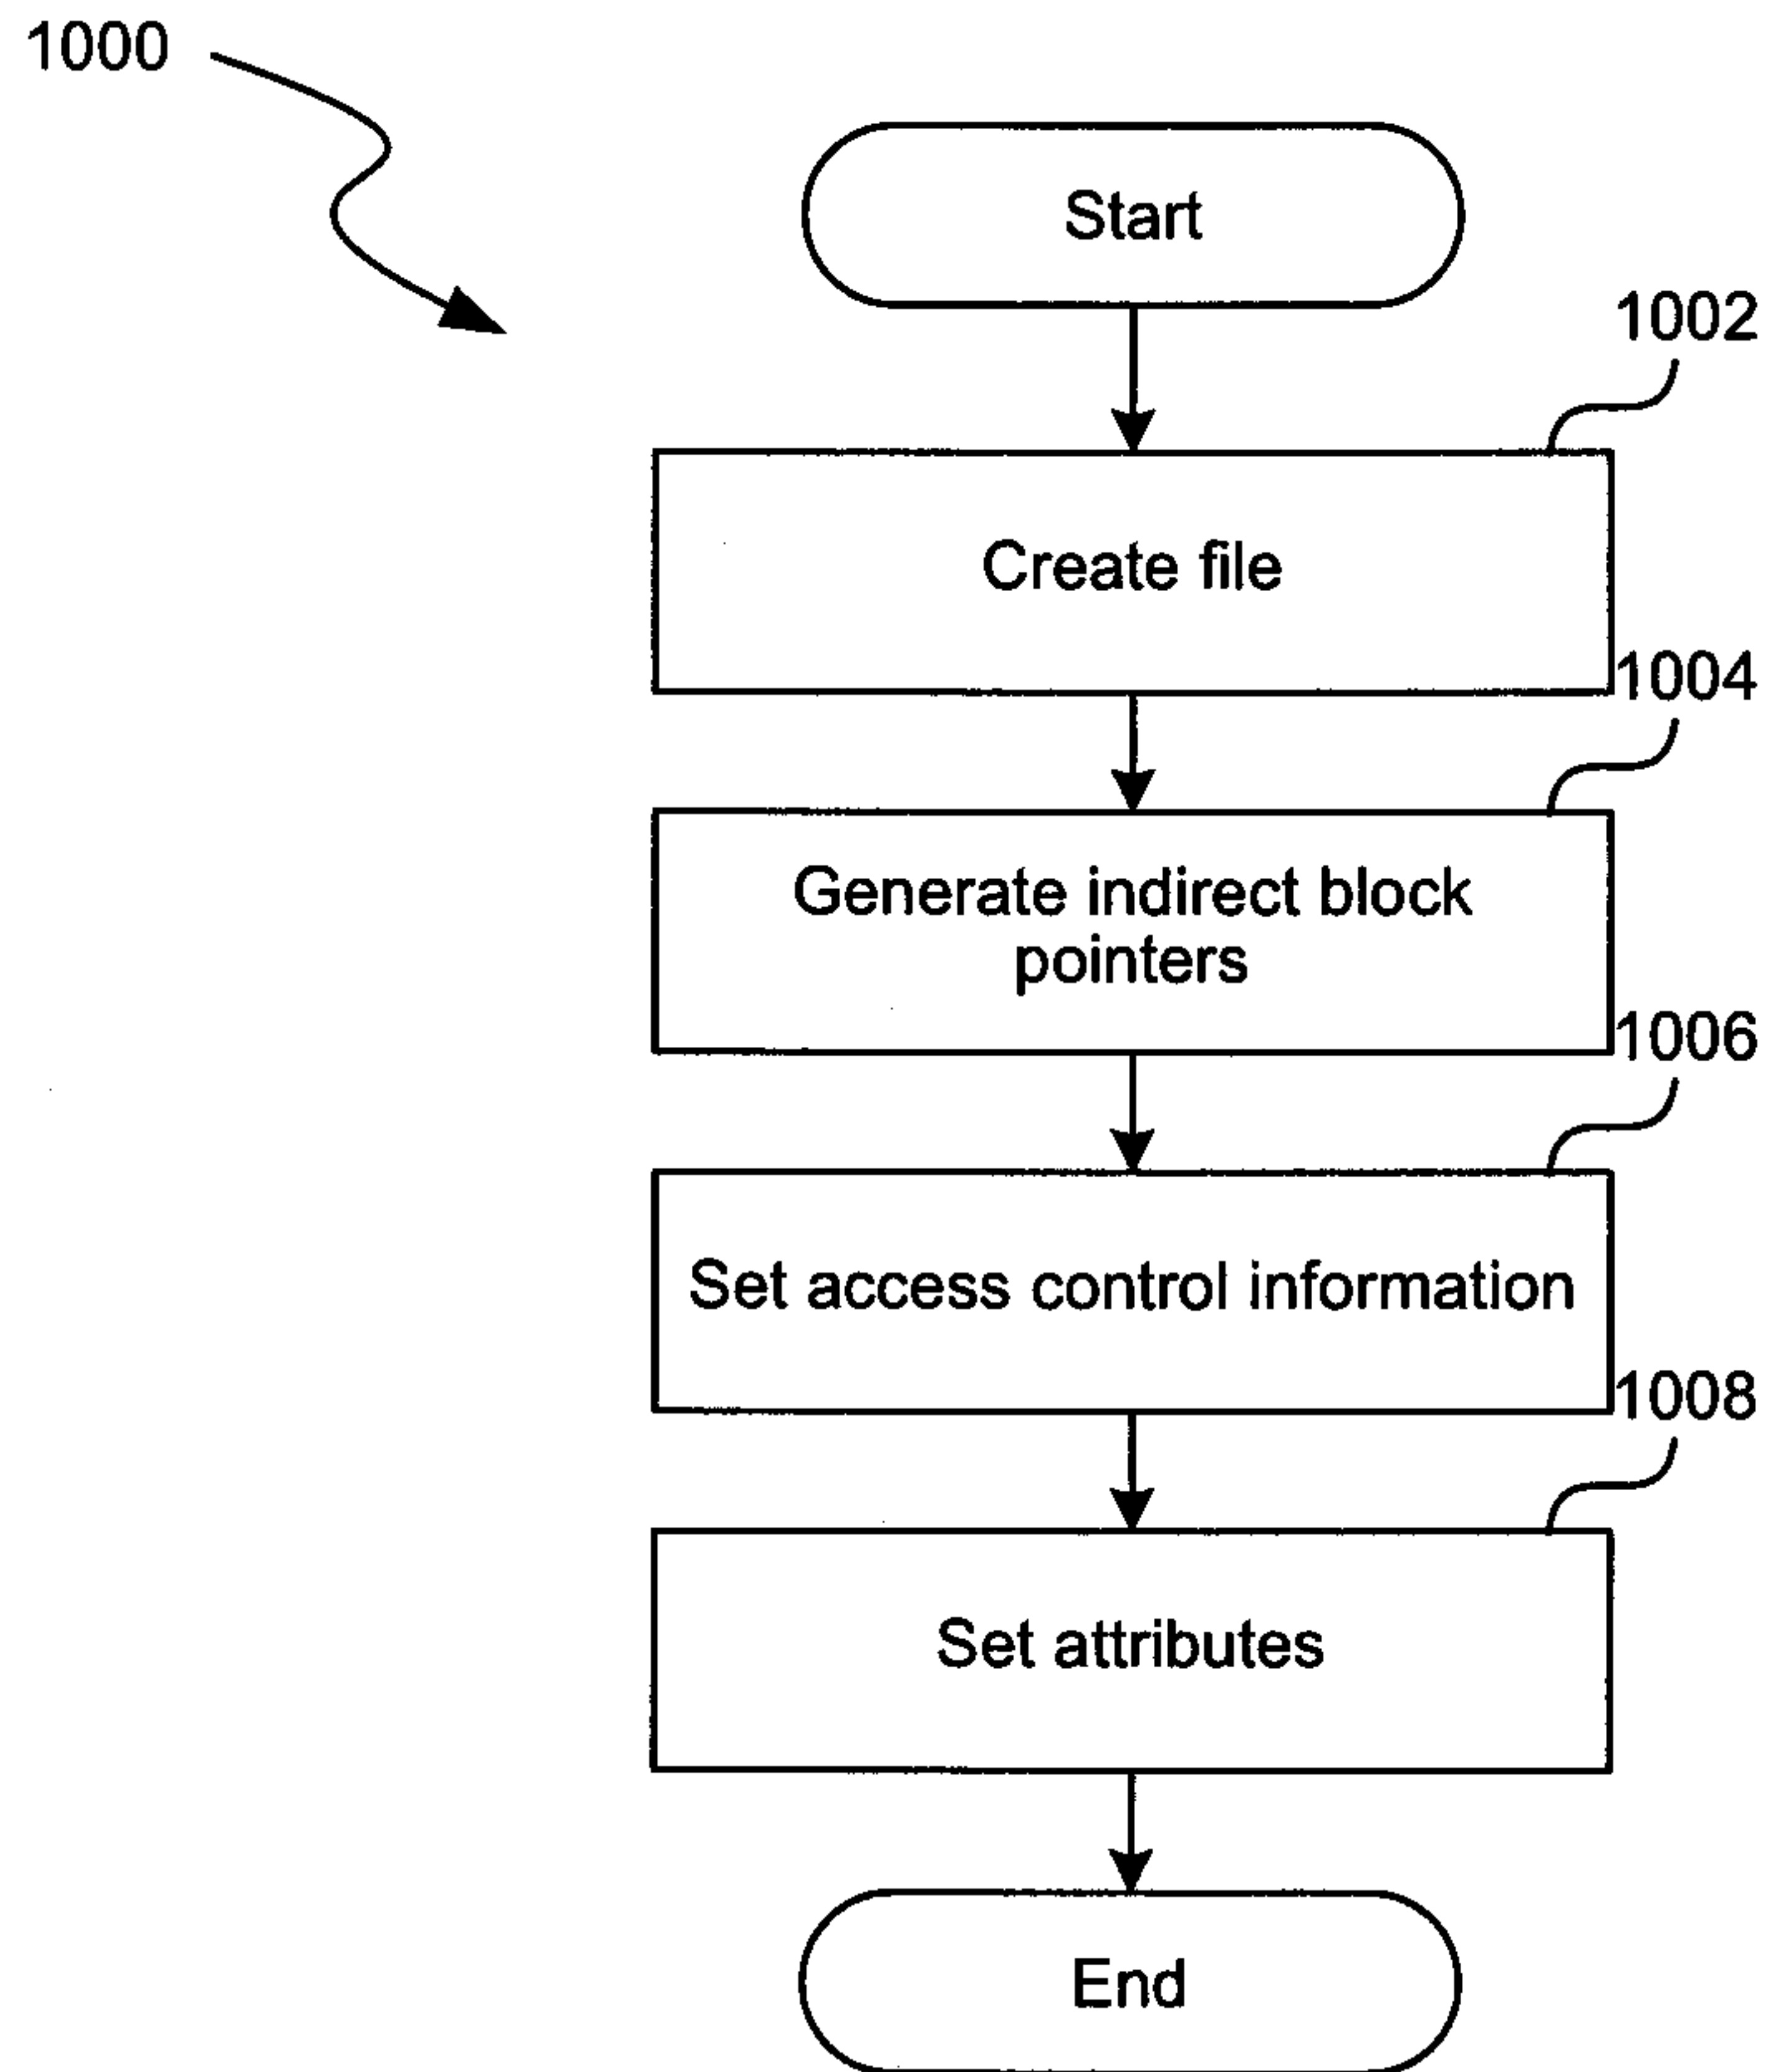 1000
Start
1002
Create file
1004
Generate indirect block
pointers
1006
Set access control information
1008
Set attributes
End